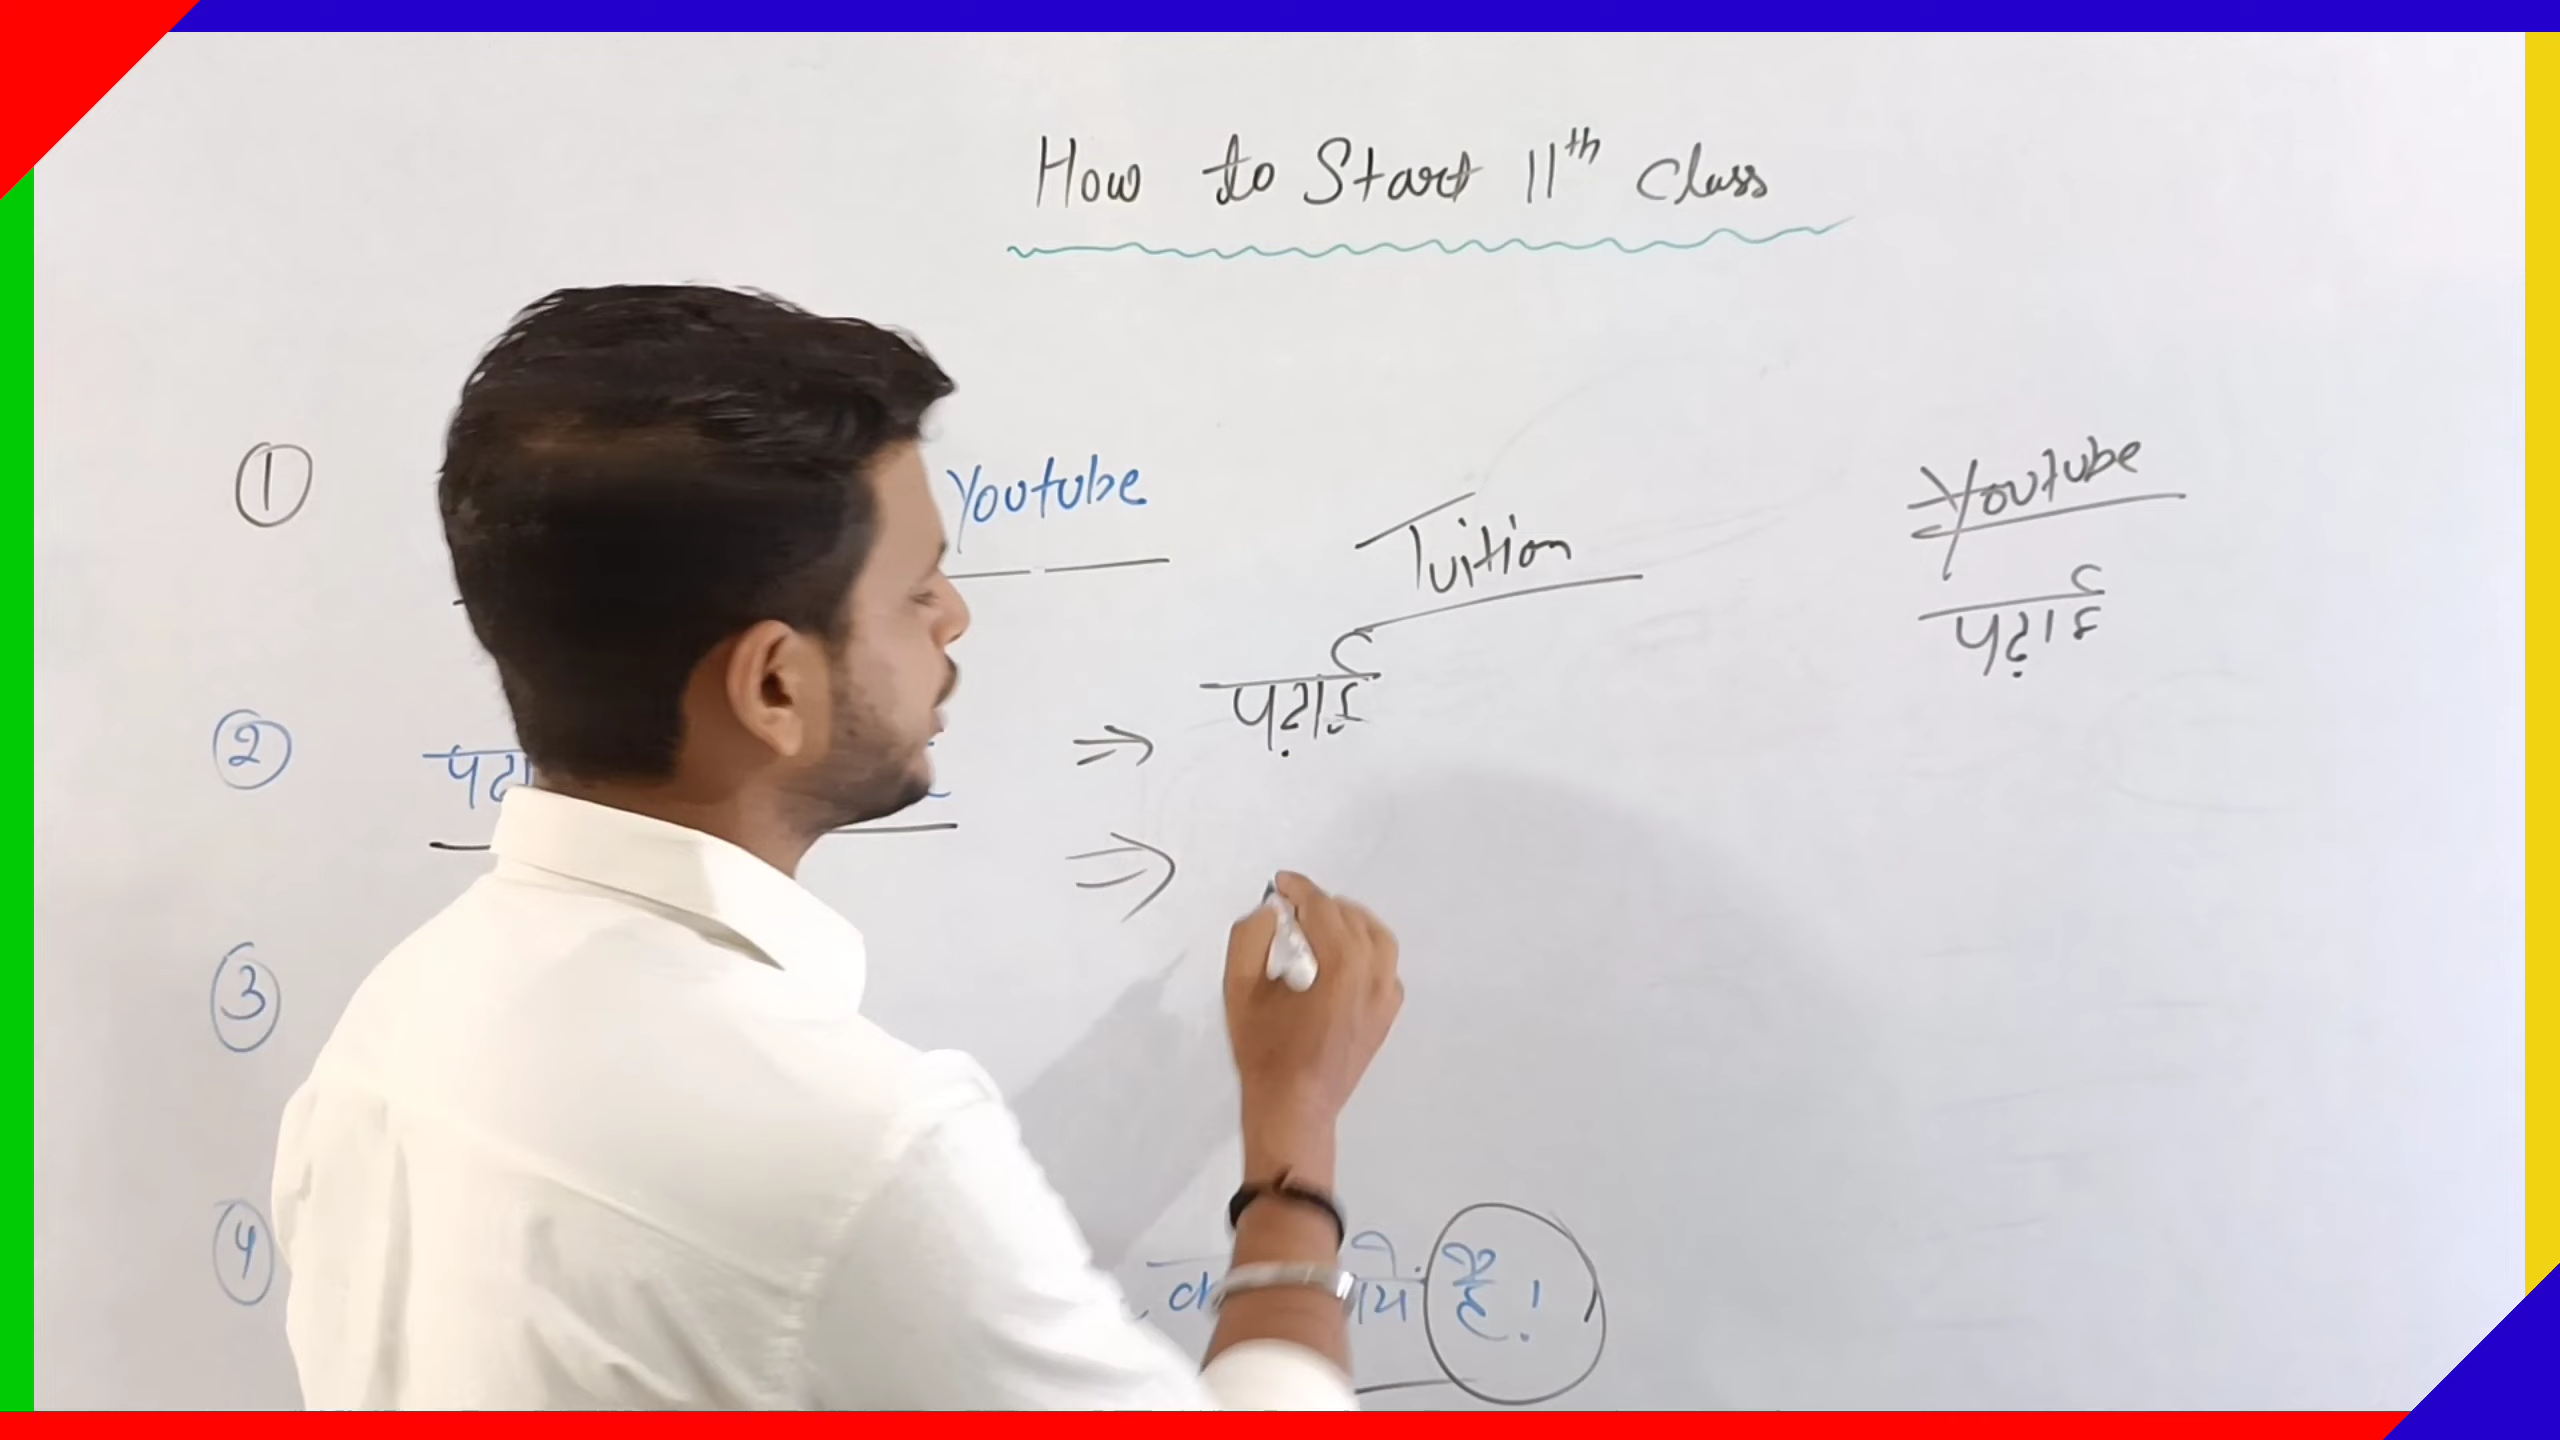 How to Start 11th Class
① Youtube
Tuition
Youtube
पढ़ाई
② ⇒ पढ़ाई
⇒
③
④ है!